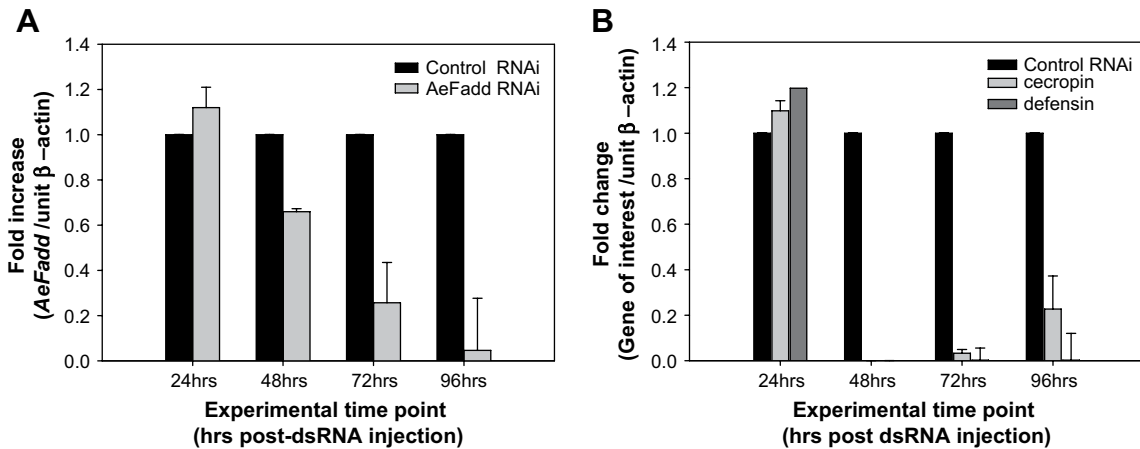 A
Fold increase
(AeFadd /unit β –actin)
1.4
1.2
1.0
0.8
0.6
0.4
0.2
0.0
Control RNAi
AeFadd RNAi
24hrs
48hrs
72hrs
96hrs
Experimental time point
(hrs post-dsRNA injection)
B
Fold change
(Gene of interest /unit β –actin)
1.4
1.2
1.0
0.8
0.6
0.4
0.2
0.0
Control RNAi
cecropin
defensin
24hrs
48hrs
72hrs
96hrs
Experimental time point
(hrs post dsRNA injection)